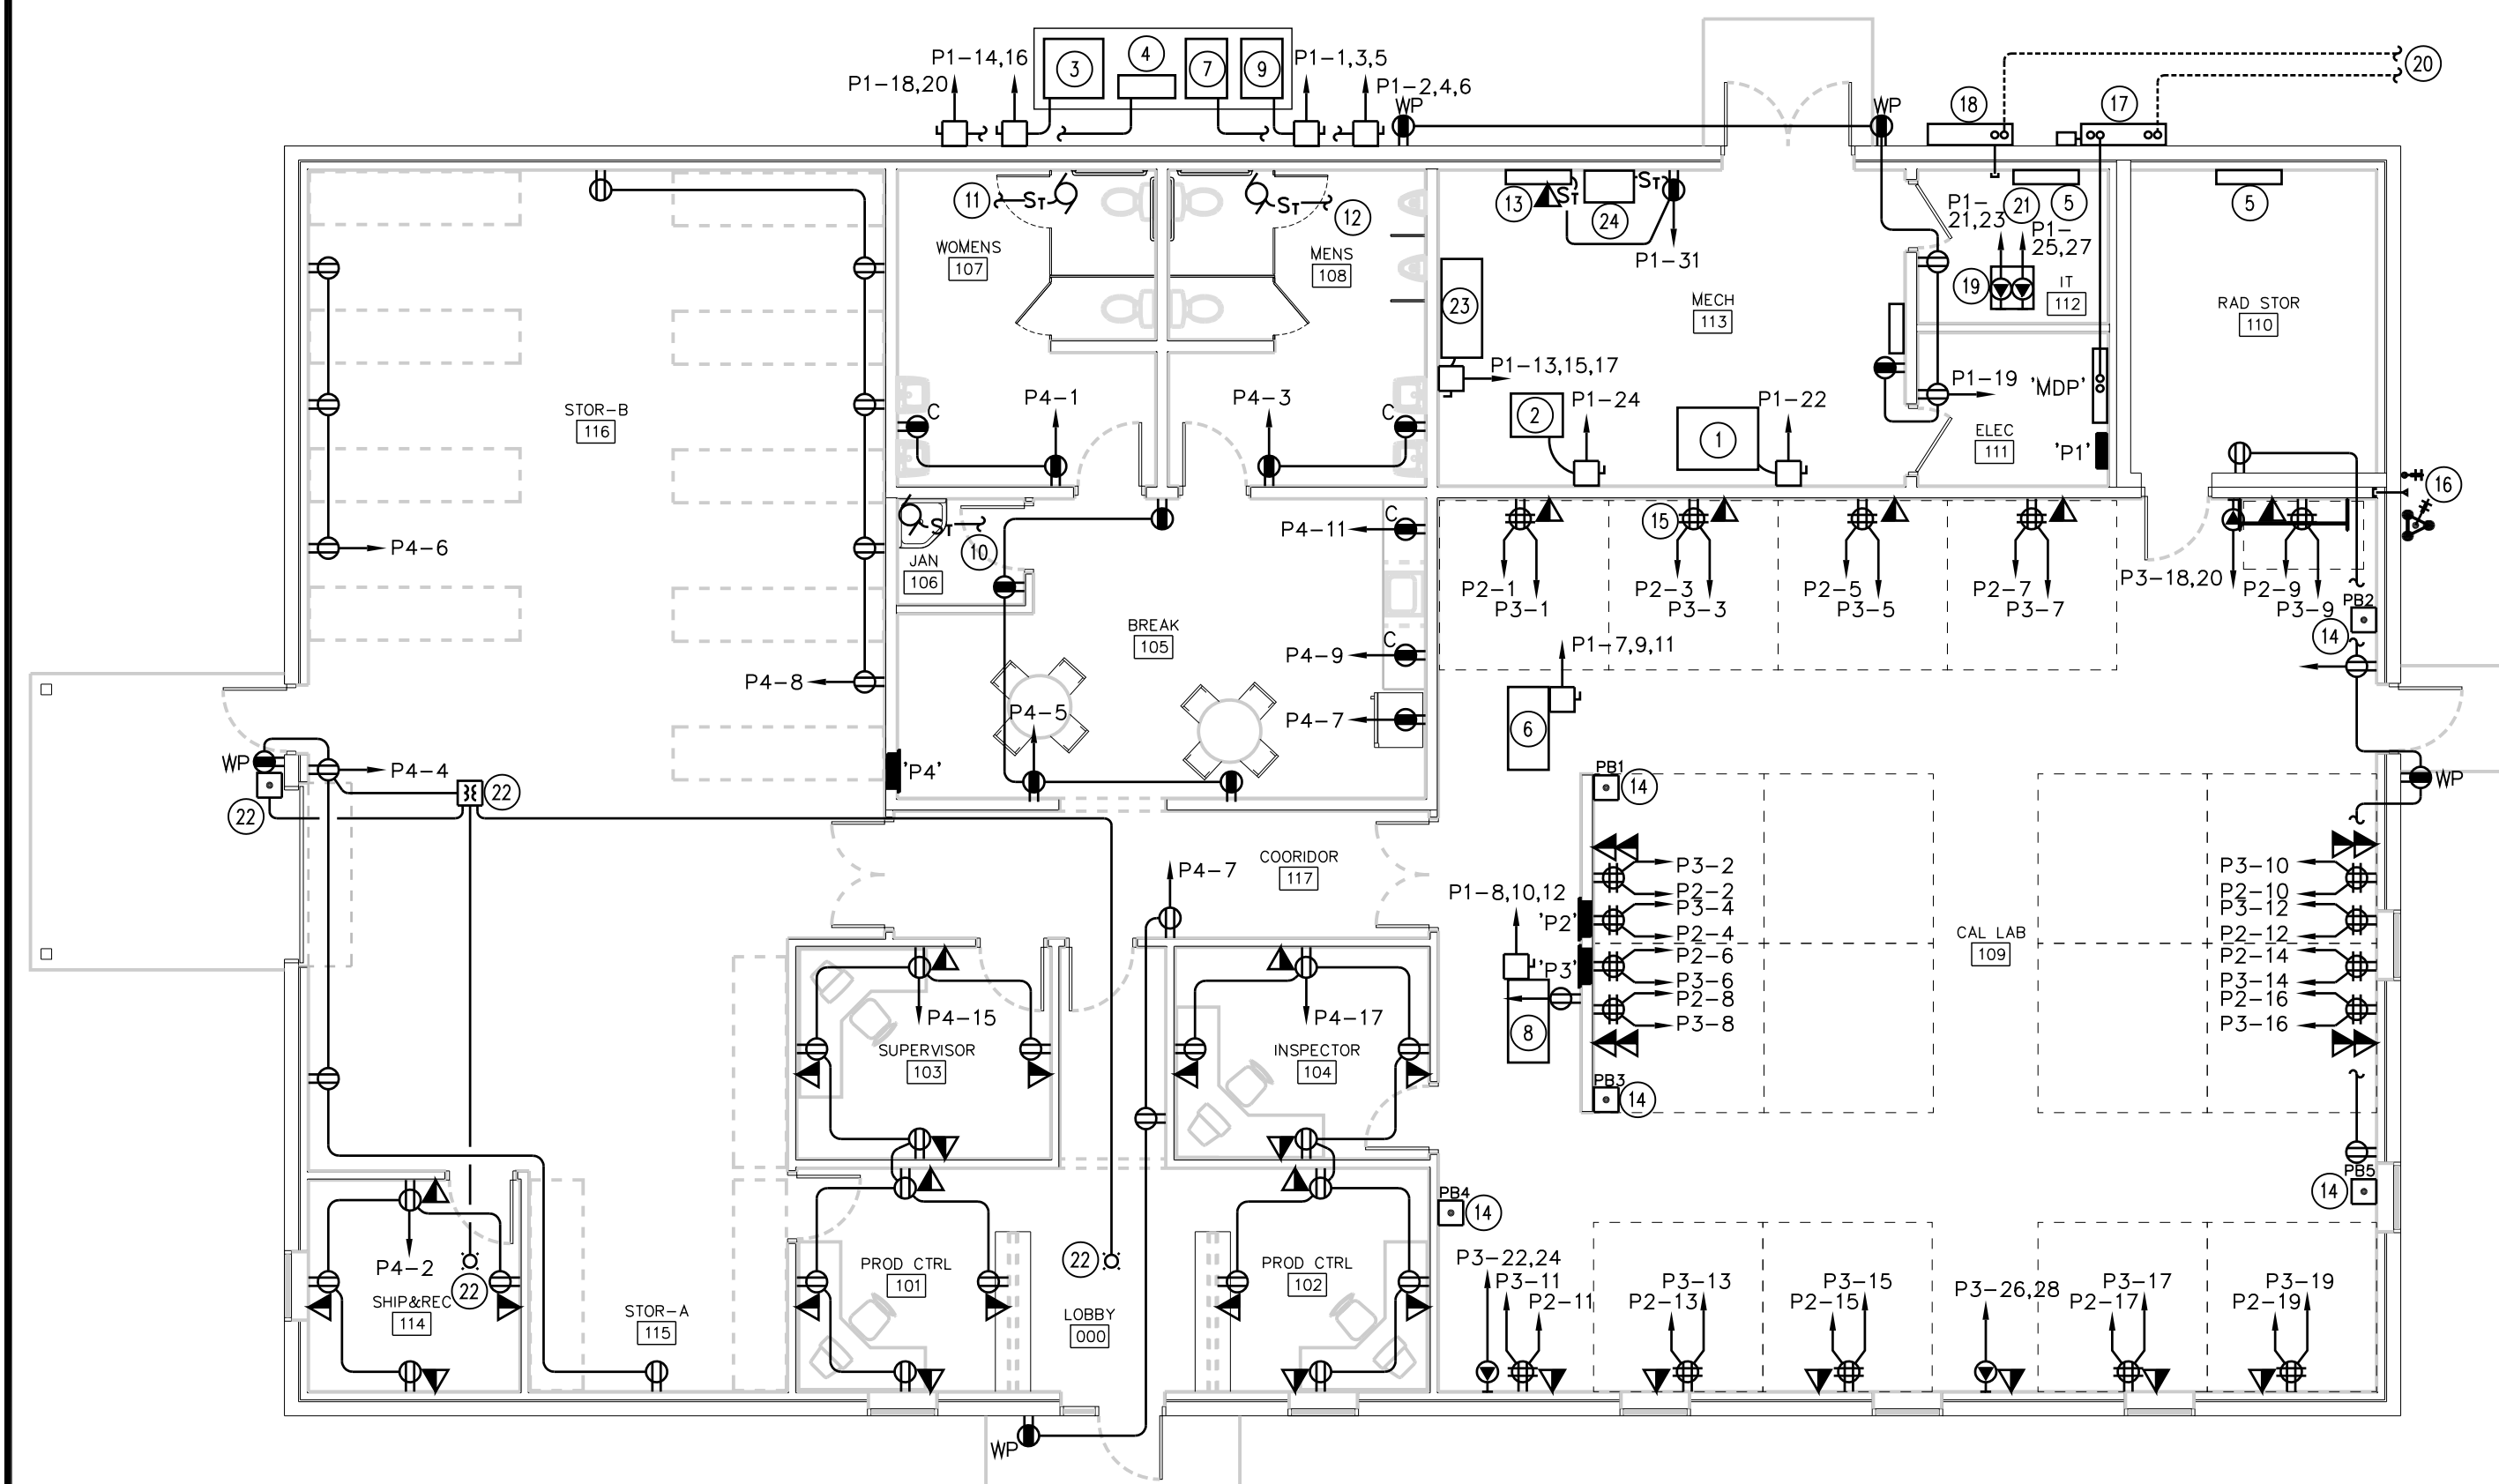 P1-14,16
P1-18,20
3
4
7
9
P1-1,3,5
P1-2,4,6
WP
WP
18
17
20
11
ST
ST
12
13
ST
24
ST
P1-31
P1-
21,23
21
5
P1-
25,27
19
IT
112
5
WOMENS
107
MENS
108
23
MECH
113
RAD STOR
110
P1-13,15,17
P1-19
'MDP'
STOR-B
116
C
P4-1
P4-3
C
2
P1-24
1
P1-22
ELEC
111
'P1'
16
ST
10
JAN
106
P4-6
C
P4-11
15
P2-1
P3-1
P2-3
P3-3
P2-5
P3-5
P2-7
P3-7
P3-18,20
P2-9
P3-9
PB2
14
BREAK
105
C
P4-9
P1-7,9,11
P4-8
P4-5
P4-7
6
WP
P4-4
22
22
'P4'
PB1
14
WP
COORIDOR
117
P4-7
P1-8,10,12
P3-2
P2-2
P3-4
P2-4
P2-6
P3-6
P2-8
P3-8
'P2'
'P3'
8
CAL LAB
109
P3-10
P2-10
P3-12
P2-12
P2-14
P3-14
P2-16
P3-16
P4-15
SUPERVISOR
103
P4-17
INSPECTOR
104
PB3
14
PB5
14
PB4
14
P4-2
22
SHIP&REC
114
STOR-A
115
PROD CTRL
101
22
LOBBY
000
PROD CTRL
102
P3-22,24
P3-11
P2-11
P3-13
P2-13
P3-15
P2-15
P3-26,28
P3-17
P2-17
P3-19
P2-19
WP